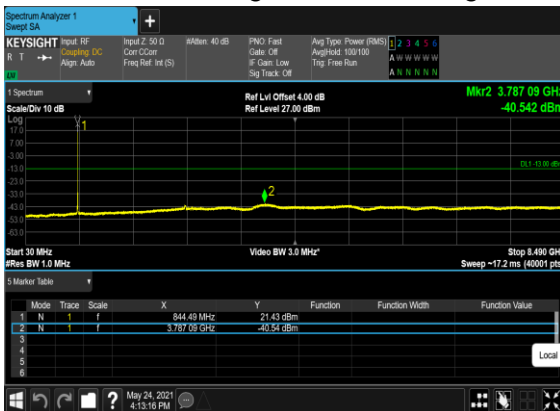 Spectrum Analyzer 1
Swept SA
KEYSIGHT Input: RF Input Z: 50 Ω #Atten: 40 dB PNO: Fast Avg Type: Power (RMS) 1 2 3 4 5 6
R T Coupling: DC Corr CCorr Gate: Off Avg|Hold: 100/100 A W W W W W
Align: Auto Freq Ref: Int (S) IF Gain: Low Trig: Free Run
LV Sig Track: Off A N N N N N
1 Spectrum Ref Lvl Offset 4.00 dB Mkr2 3.787 09 GHz
Scale/Div 10 dB Ref Level 27.00 dBm -40.542 dBm
Log
17.0
1
7.00
-3.00
-13.0 DL1 -13.00 dBm
-23.0
-33.0
2
-43.0
-53.0
-63.0
Start 30 MHz Video BW 3.0 MHz* Stop 8.490 GH
#Res BW 1.0 MHz Sweep ~17.2 ms (40001 pts
5 Marker Table
Mode Trace Scale X Y Function Function Width Function Value
1 N 1 f 844.49 MHz 21.43 dBm
2 N 1 f 3.787 09 GHz -40.54 dBm
3
4
5
6
Local
? May 24, 2021
4:13:16 PM